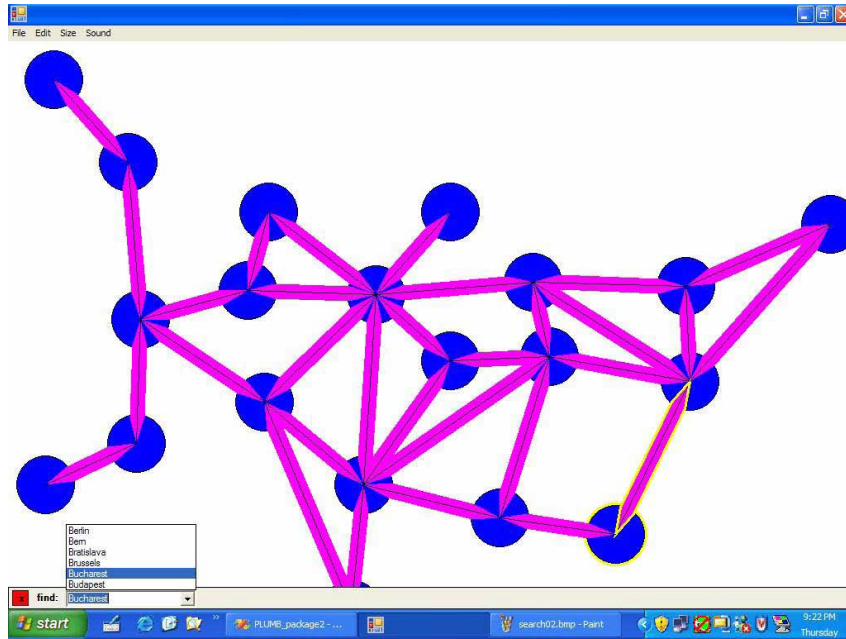 File Edit Size Sound
Berlin
Bern
Bratislava
Brussels
Bucharest
Budapest
x find: Bucharest
start PLUMB_package2 - ... search02.bmp - Paint 9:22 PM
Thursday